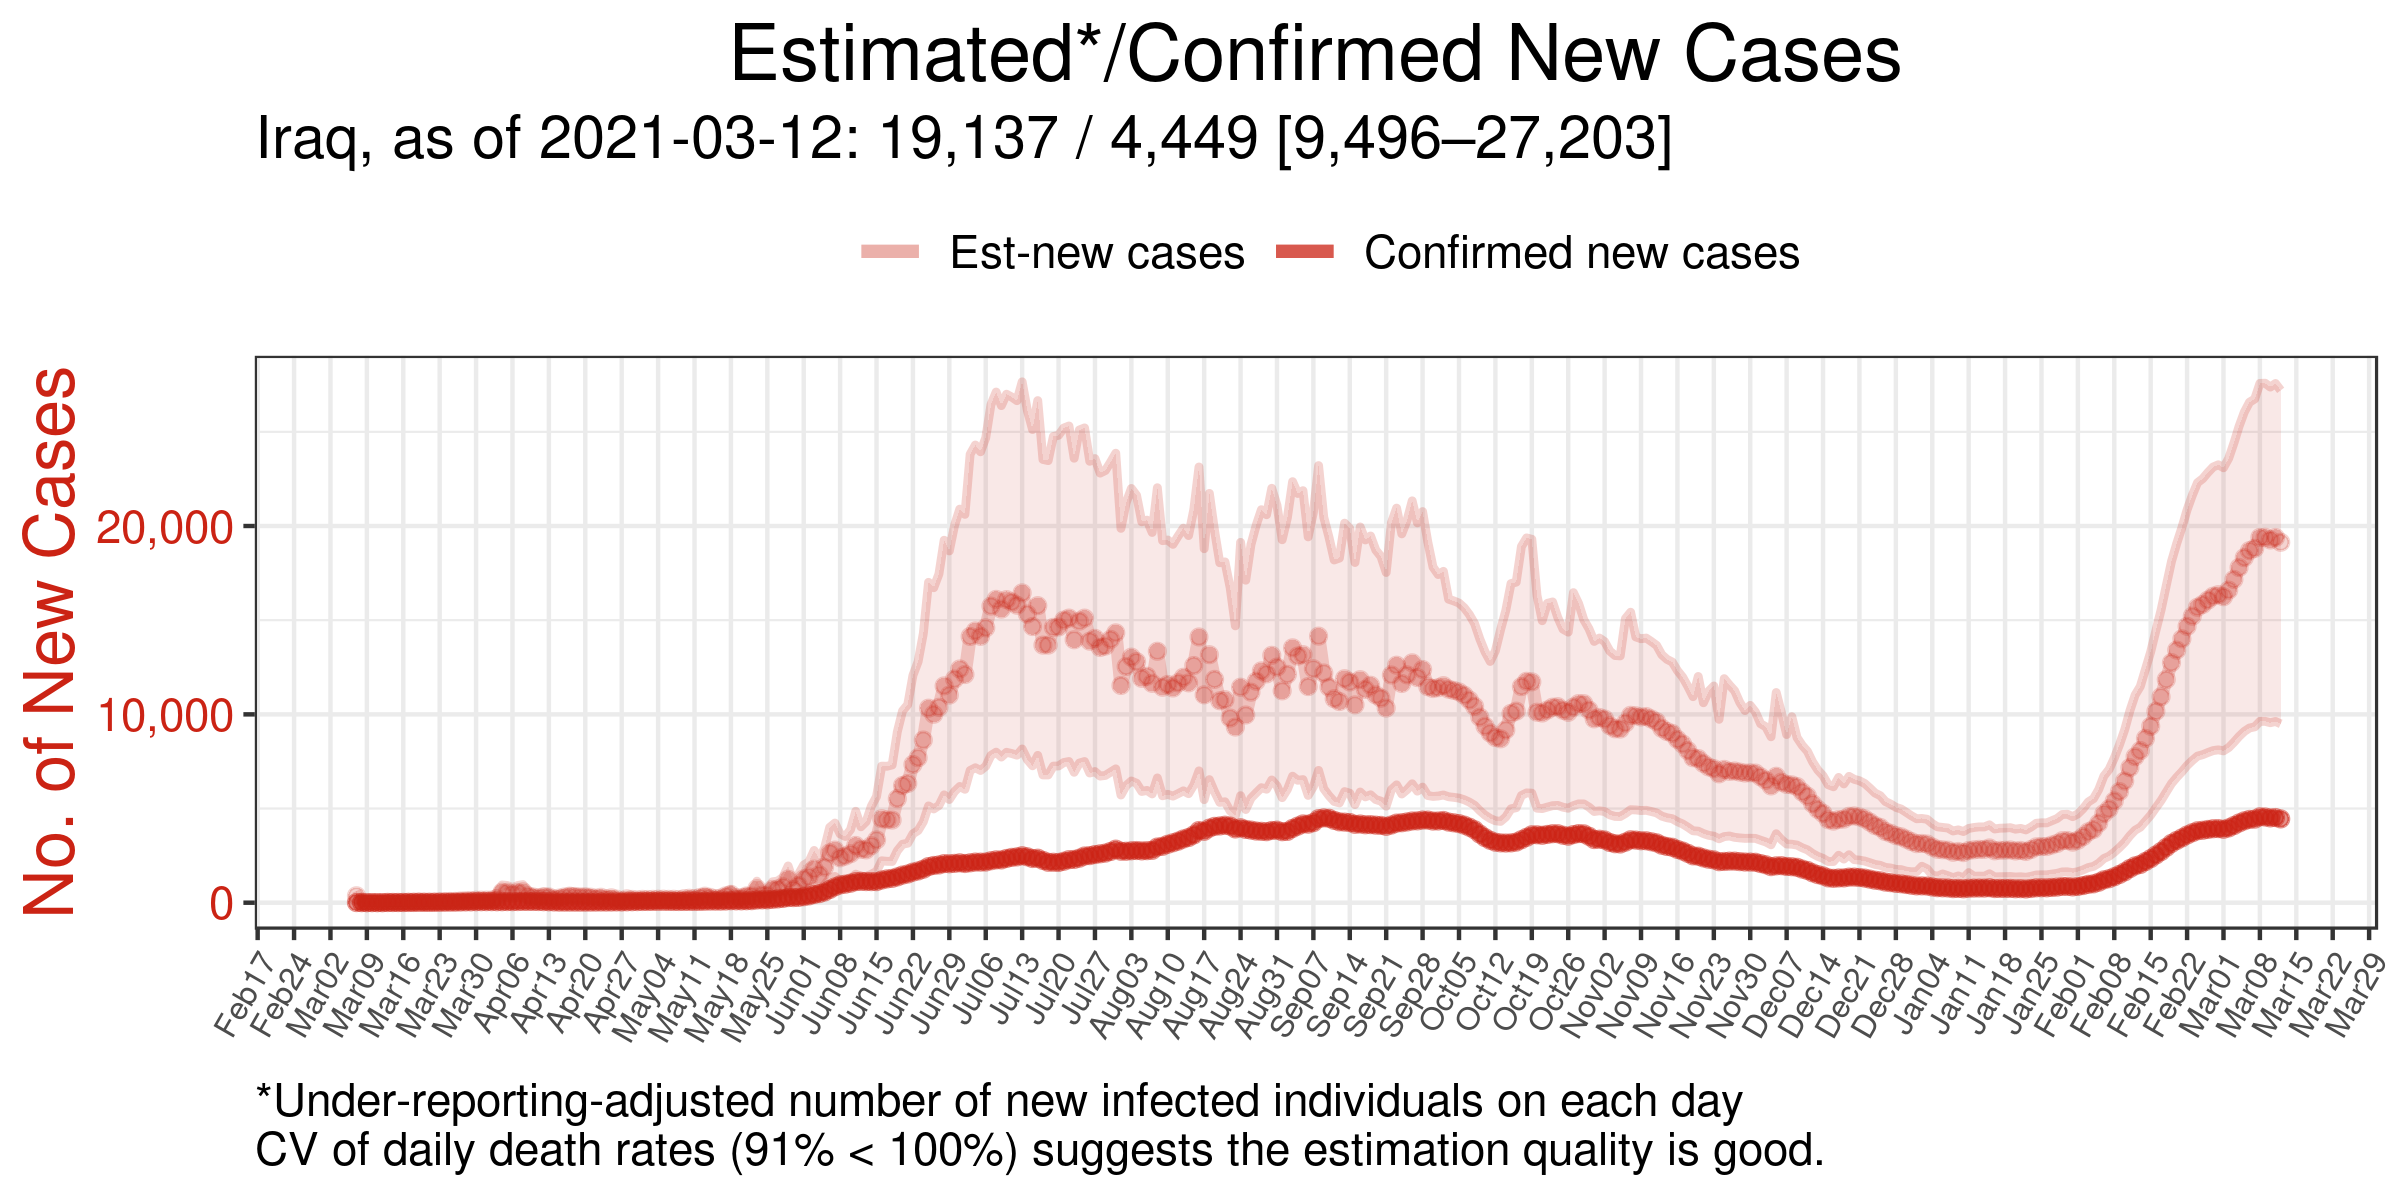 Estimated*/Confirmed New Cases
Iraq, as of 2021-03-12: 19,137 / 4,449 [9,496–27,203]
Est-new cases Confirmed new cases
No. of New Cases
20,000
10,000
0
Feb17 Feb24 Mar02 Mar09 Mar16 Mar23 Mar30 Apr06 Apr13 Apr20 Apr27 May04 May11 May18 May25 Jun01 Jun08 Jun15 Jun22 Jun29 Jul06 Jul13 Jul20 Jul27 Aug03 Aug10 Aug17 Aug24 Aug31 Sep07 Sep14 Sep21 Sep28 Oct05 Oct12 Oct19 Oct26 Nov02 Nov09 Nov16 Nov23 Nov30 Dec07 Dec14 Dec21 Dec28 Jan04 Jan11 Jan18 Jan25 Feb01 Feb08 Feb15 Feb22 Mar01 Mar08 Mar15 Mar22 Mar29
*Under-reporting-adjusted number of new infected individuals on each day
CV of daily death rates (91% < 100%) suggests the estimation quality is good.